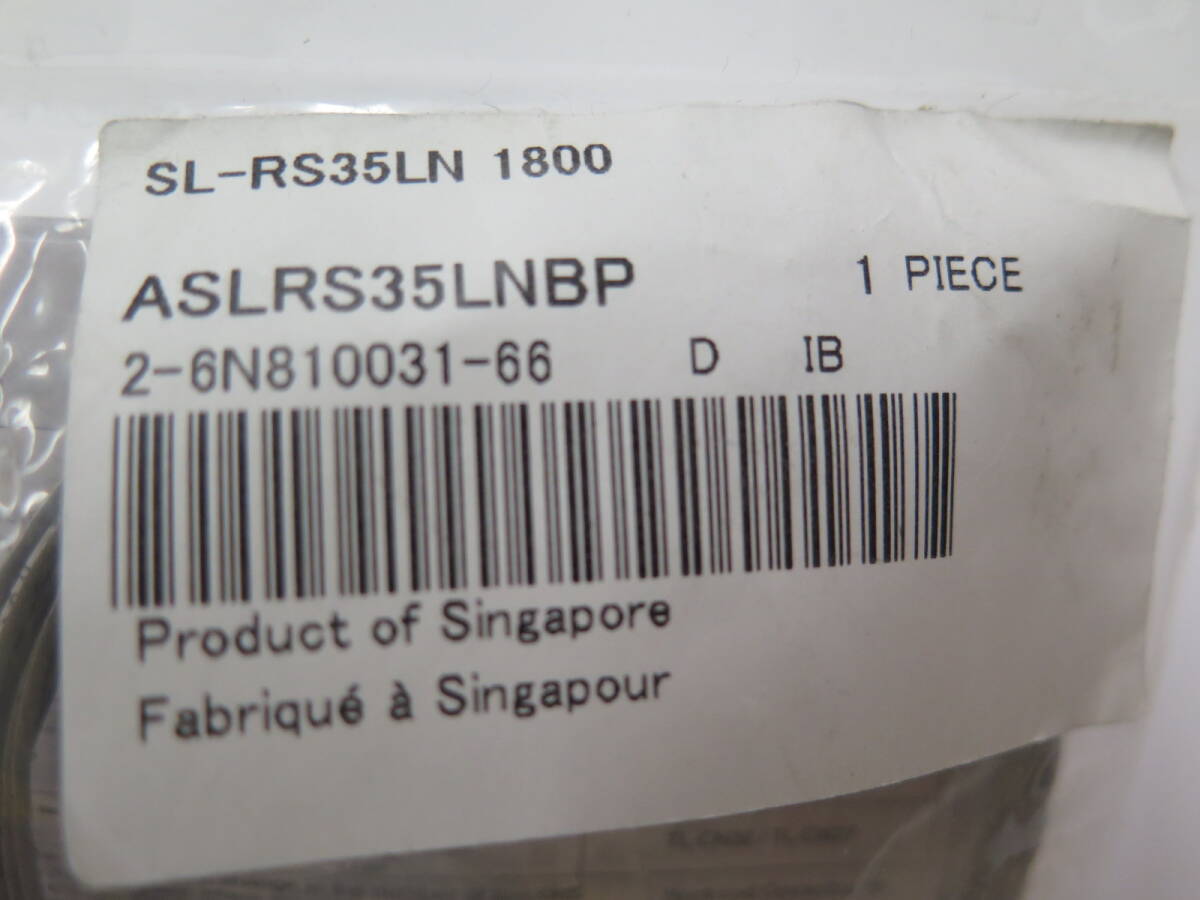 SL-RS35LN 1800
ASLRS35LNBP 1 PIECE
2-6N810031-66 D IB
Product of Singapore
Fabriqué à Singapour